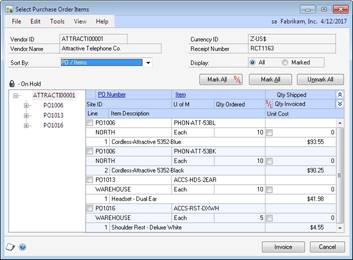 Select Purchase Order Items
File Edit Tools View Help sa Fabrikam, Inc. 4/12/2017
Vendor ID ATTRACTI00001 Currency ID Z-US$
Vendor Name Attractive Telephone Co. Receipt Number RCT1163
Sort By: PO / Items Display: All Marked
Mark All Mark All Unmark All
- On Hold
ATTRACTI00001
PO1006
PO1013
PO1016
PO Number Item Qty Shipped
Site ID U of M Qty Ordered Qty Invoiced
Line Item Description Unit Cost
PO1006 PHON-ATT-53BL
NORTH Each 10 0
1 Cordless-Attractive 5352-Blue $93.55
PO1006 PHON-ATT-53BK
NORTH Each 10 0
2 Cordless-Attractive 5352-Black $90.25
PO1013 ACCS-HDS-2EAR
WAREHOUSE Each 10 0
1 Headset - Dual Ear $41.98
PO1016 ACCS-RST-DXWH
WAREHOUSE Each 5 0
1 Shoulder Rest - Deluxe White $4.55
Invoice Cancel